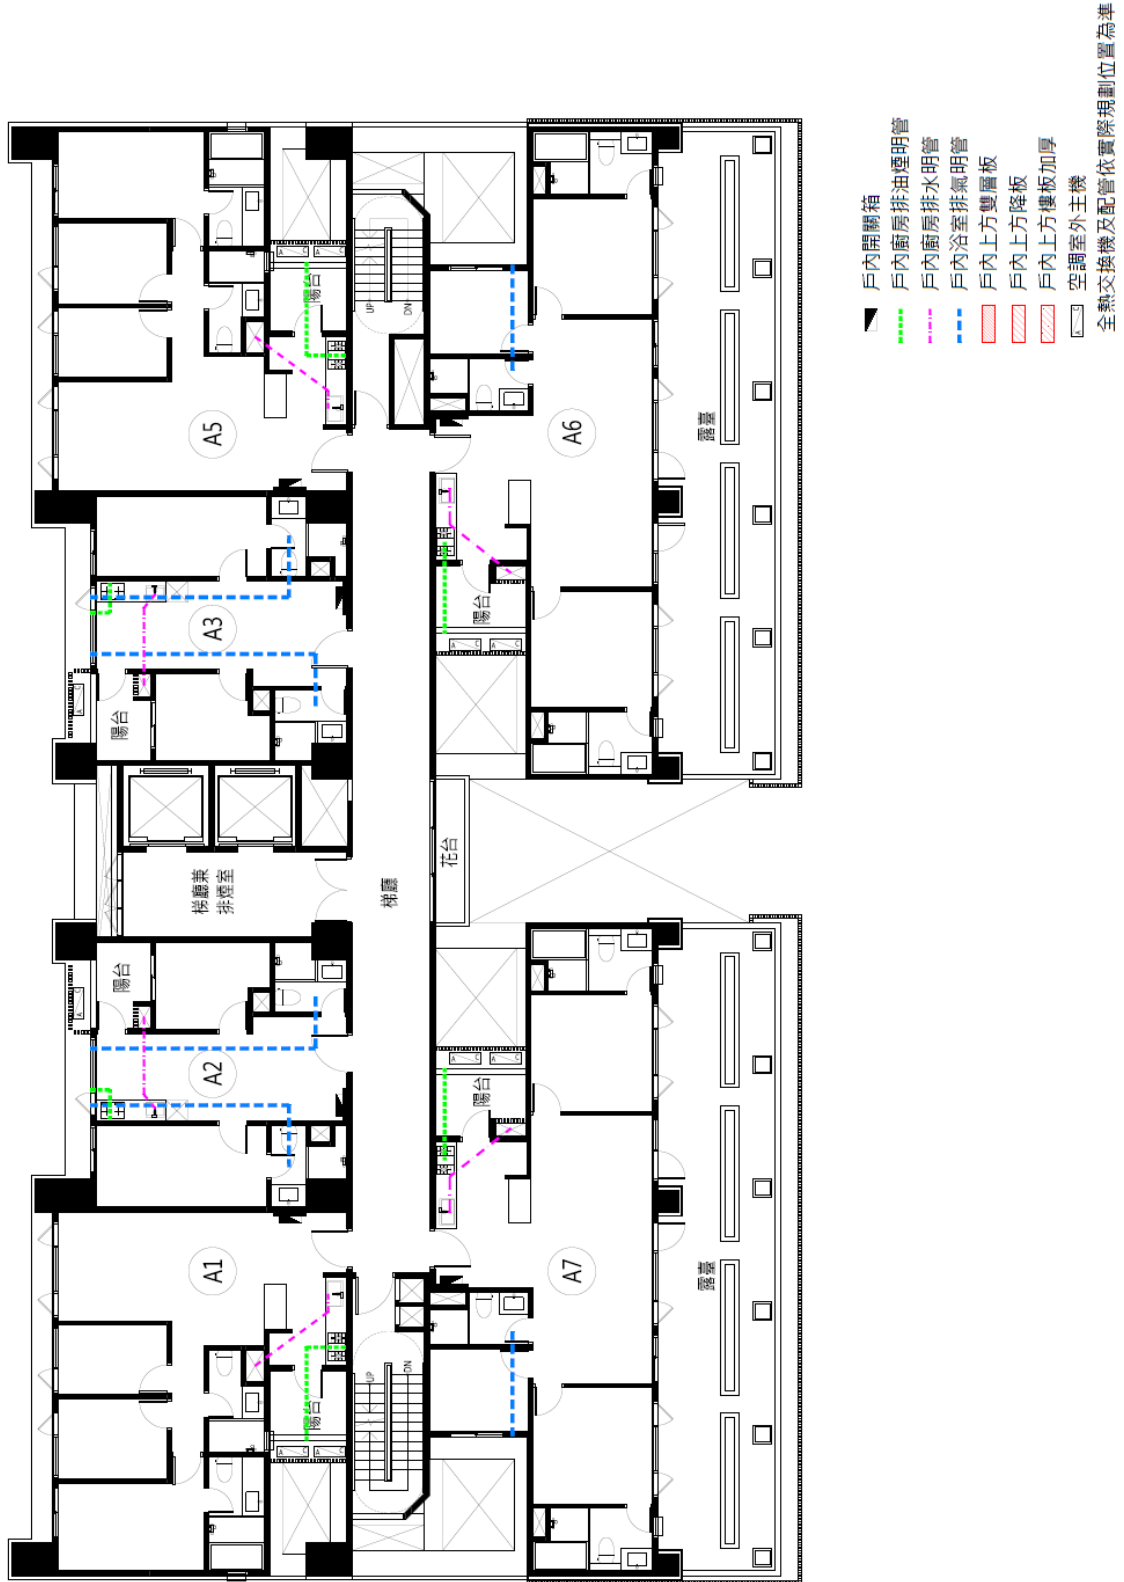 A5
陽台
UP
DN
A6
露臺
A3
陽台
陽台
梯廳兼
排煙室
梯廳
花台
陽台
A2
陽台
A1
陽台
UP
DN
A7
露臺
戶內開關箱
戶內廚房排油煙明管
戶內廚房排水明管
戶內浴室排氣明管
戶內上方雙層板
戶內上方降板
戶內上方樓板加厚
A C 空調室外主機
全熱交換機及配管依實際規劃位置為準